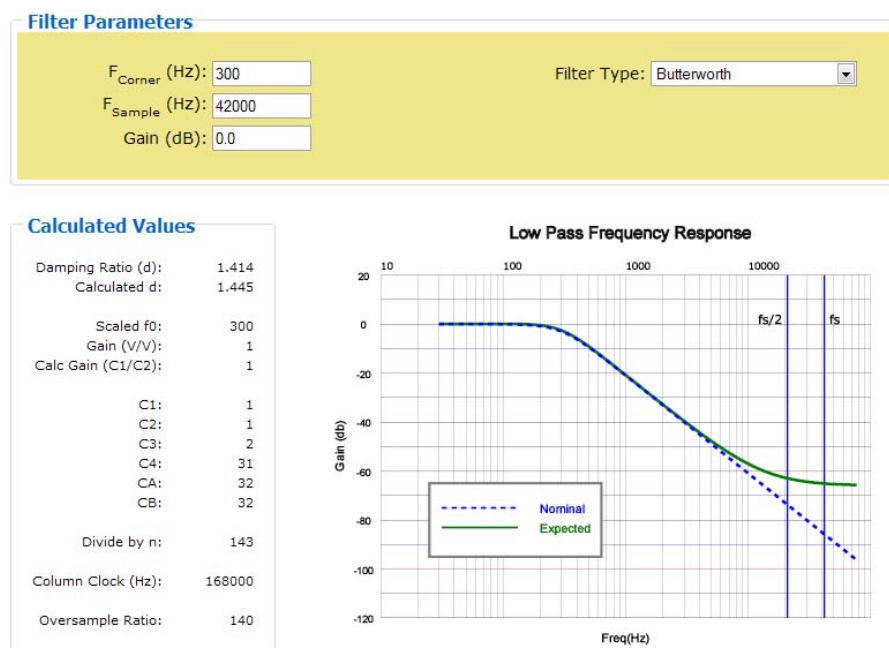 Filter Parameters
F Corner (Hz): 300
Filter Type: Butterworth
F Sample (Hz): 42000
Gain (dB): 0.0
Calculated Values
Damping Ratio (d): 1.414
Calculated d: 1.445
Scaled f0: 300
Gain (V/V): 1
Calc Gain (C1/C2): 1
C1: 1
C2: 1
C3: 2
C4: 31
CA: 32
CB: 32
Divide by n: 143
Column Clock (Hz): 168000
Oversample Ratio: 140
Low Pass Frequency Response
10 100 1000 10000
20
0
-20
-40
-60
-80
-100
-120
Gain (db)
fs/2 fs
Nominal
Expected
Freq(Hz)